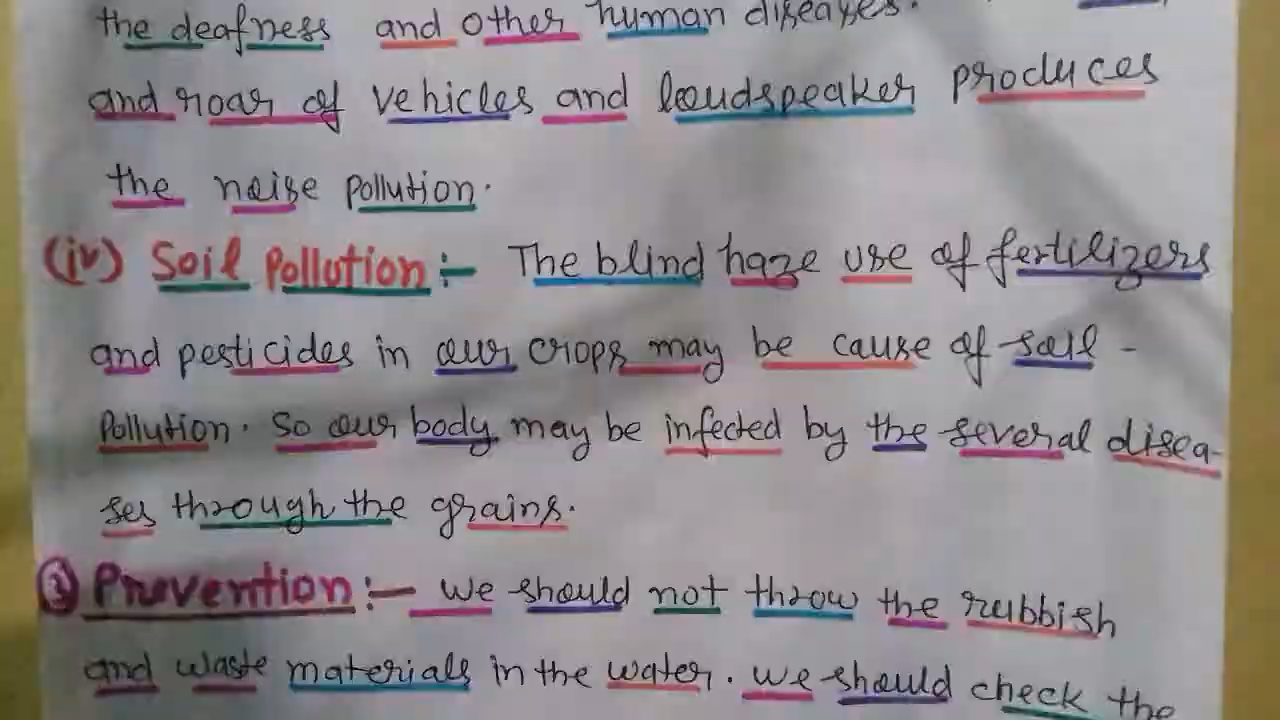 the deafness and other human diseases.
and roar of vehicles and loudspeaker produces
the noise pollution.
(iv) Soil Pollution :- The blind haze use of fertilizers
and pesticides in our crops may be cause of soil -
Pollution. So our body may be infected by the several disea-
ses through the grains.
③ Prevention :- We should not throw the rubbish
and waste materials in the water. We should check the